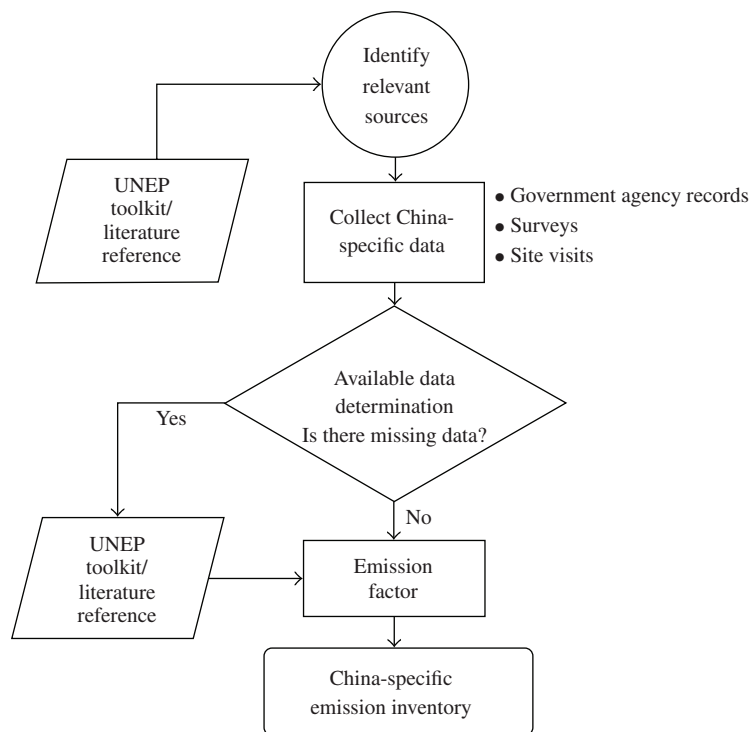 Identify
relevant
sources
UNEP
toolkit/
literature
reference
Collect China-
specific data
• Government agency records
• Surveys
• Site visits
Available data
determination
Is there missing data?
Yes
No
UNEP
toolkit/
literature
reference
Emission
factor
China-specific
emission inventory